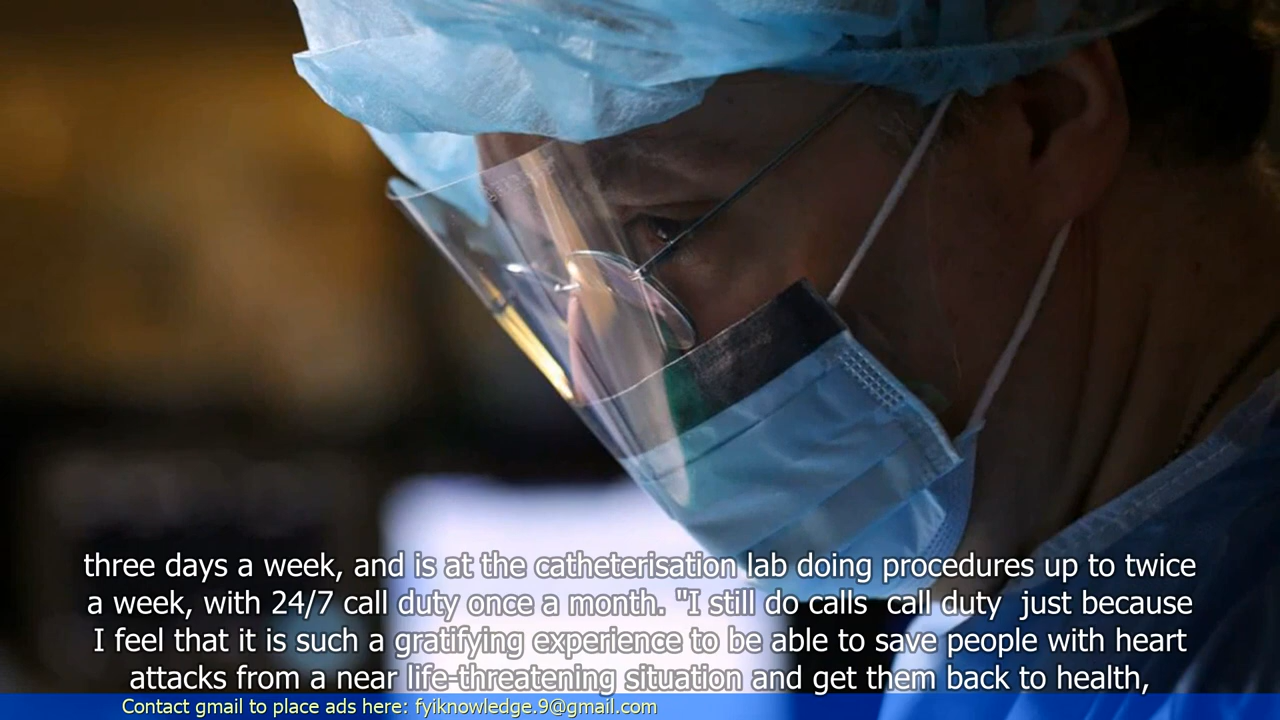 three days a week, and is at the catheterisation lab doing procedures up to twice
a week, with 24/7 call duty once a month. "I still do calls  call duty  just because
I feel that it is such a gratifying experience to be able to save people with heart
attacks from a near life-threatening situation and get them back to health,
Contact gmail to place ads here: fyiknowledge.9@gmail.com